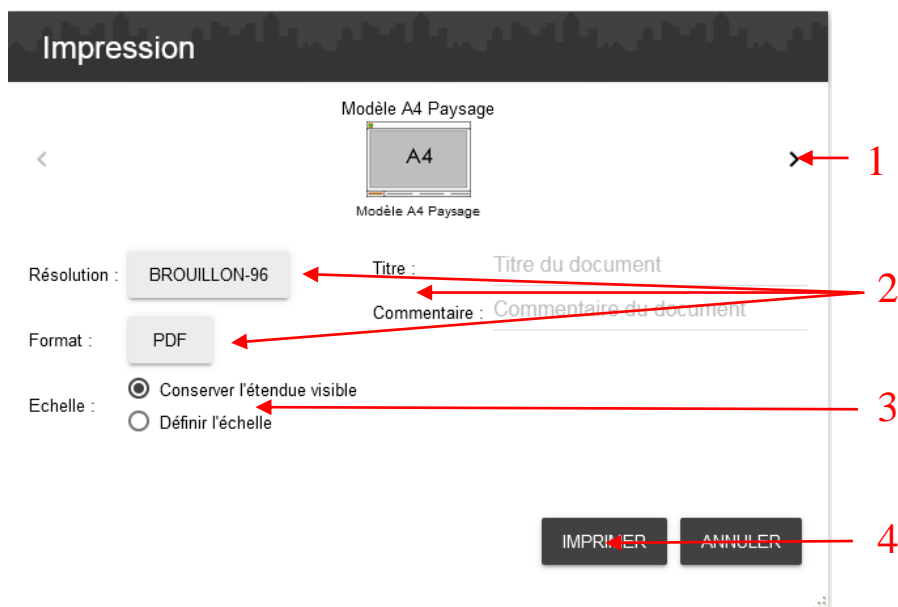 Impression
Modèle A4 Paysage
A4
Modèle A4 Paysage
1
Résolution : BROUILLON-96
Titre : Titre du document
Commentaire : Commentaire du document
2
Format : PDF
Echelle : Conserver l'étendue visible
Définir l'échelle
3
IMPRIMER ANNULER
4